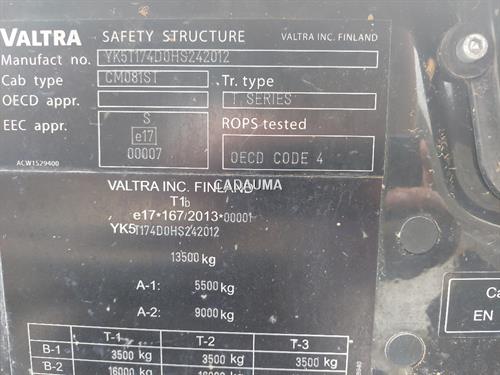 VALTRA SAFETY STRUCTURE VALTRA INC. FINLAND
Manufact no. YK5T174D0HS242012
Cab type CM081S1 Tr. type
OECD appr. T SERIES
EEC appr. S ROPS tested
e17
00007 OECD CODE 4
ACW1529400
VALTRA INC. FINLAND
CADAUMA
T1b
e17*167/2013*00001
YK5T174D0HS242012
13500 kg
A-1: 5500 kg
A-2: 9000 kg
T-1 T-2 T-3
B-1 3500 kg 3500 kg 3500 kg
B-2 16000 kg
Ca
EN